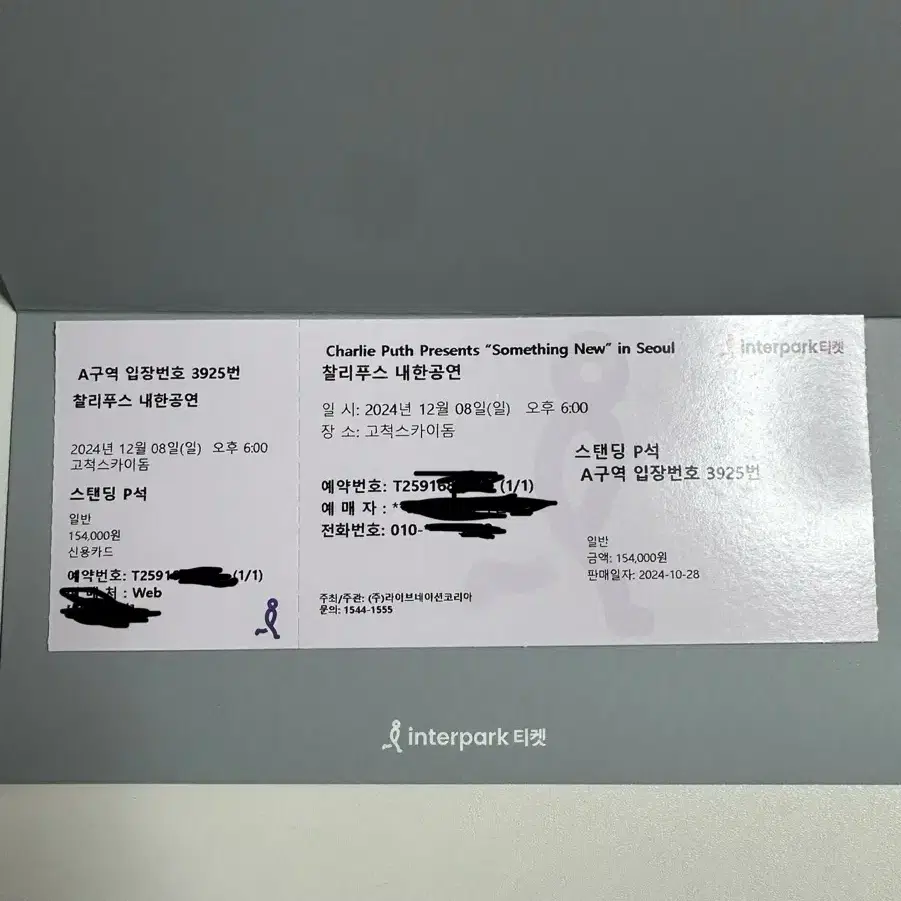 A구역 입장번호 3925번
찰리푸스 내한공연
2024년 12월 08일(일) 오후 6:00
고척스카이돔
스탠딩 P석
일반
154,000원
신용카드
예약번호: T2591 (1/1)
매처 : Web
Charlie Puth Presents “Something New” in Seoul
찰리푸스 내한공연
일 시: 2024년 12월 08일(일) 오후 6:00
장 소: 고척스카이돔
예약번호: T25916 (1/1)
예 매 자 : *
전화번호: 010-
주최/주관: (주)라이브네이션코리아
문의: 1544-1555
interpark티켓
스탠딩 P석
A구역 입장번호 3925번
일반
금액: 154,000원
판매일자: 2024-10-28
interpark 티켓